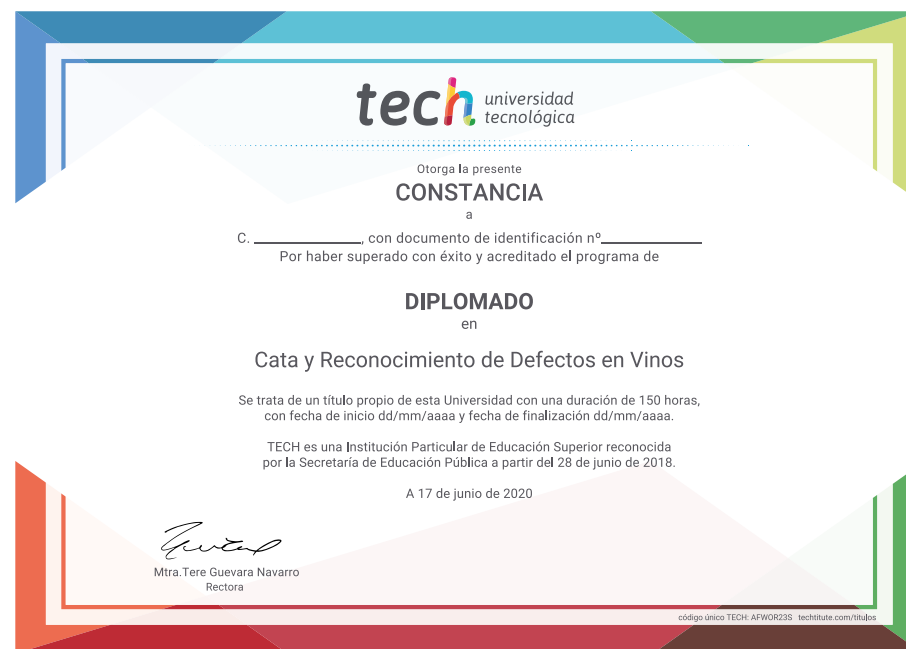 tech universidad
tecnológica
Otorga la presente
CONSTANCIA
a
C. ____________, con documento de identificación nº____________
Por haber superado con éxito y acreditado el programa de
DIPLOMADO
en
Cata y Reconocimiento de Defectos en Vinos
Se trata de un título propio de esta Universidad con una duración de 150 horas,
con fecha de inicio dd/mm/aaaa y fecha de finalización dd/mm/aaaa.
TECH es una Institución Particular de Educación Superior reconocida
por la Secretaría de Educación Pública a partir del 28 de junio de 2018.
A 17 de junio de 2020
Mtra.Tere Guevara Navarro
Rectora
código único TECH: AFWOR23S techtitute.com/titulos